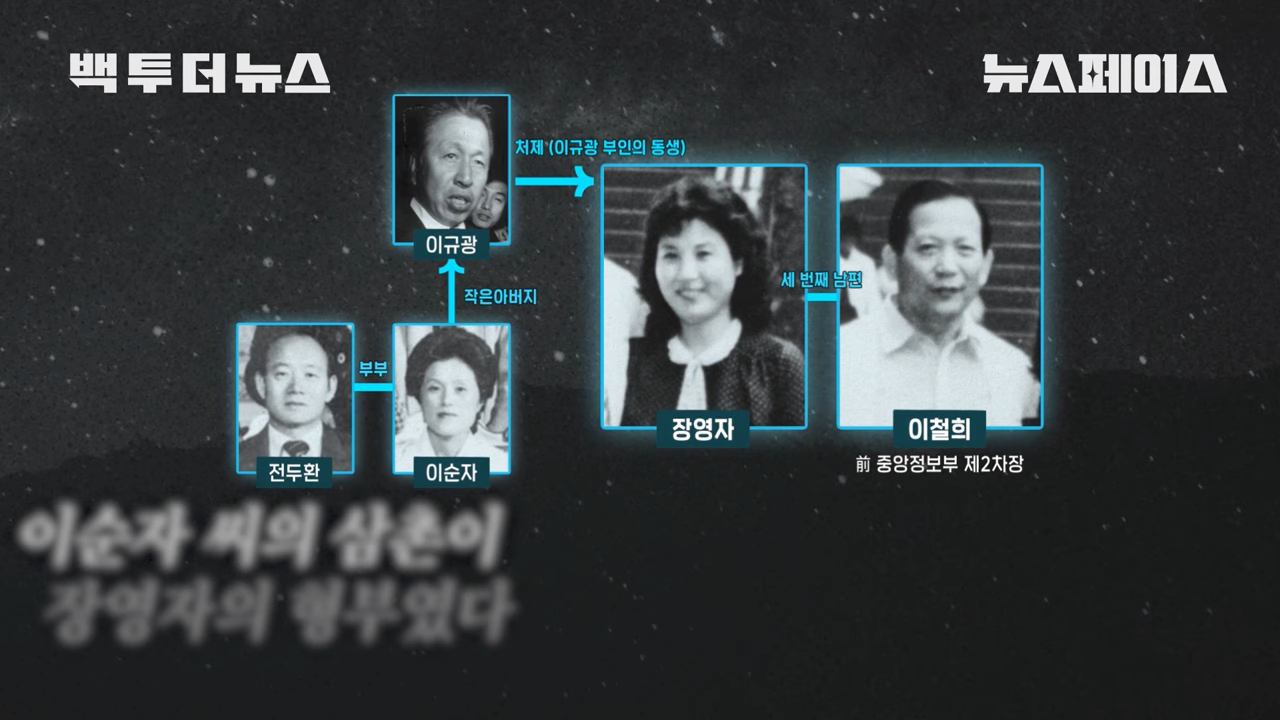 백투더뉴스
뉴스페이스
처제 (이규광 부인의 동생)
이규광
작은아버지
세 번째 남편
부부
전두환
이순자
장영자
이철희
前 중앙정보부 제2차장
이순자 씨의 삼촌이
장영자의 형부였다